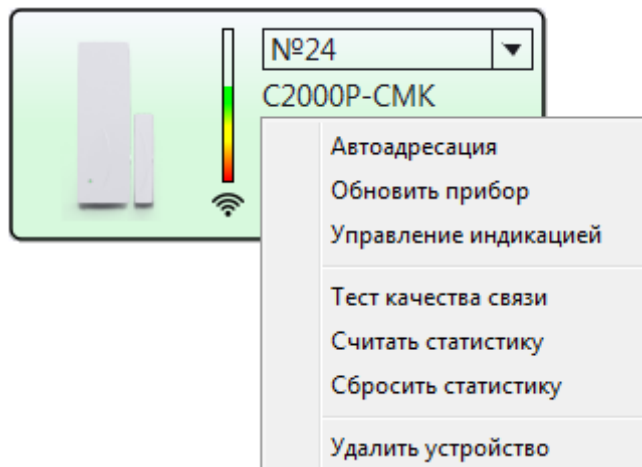 №24
С2000Р-СМК
Автоадресация
Обновить прибор
Управление индикацией
Тест качества связи
Считать статистику
Сбросить статистику
Удалить устройство